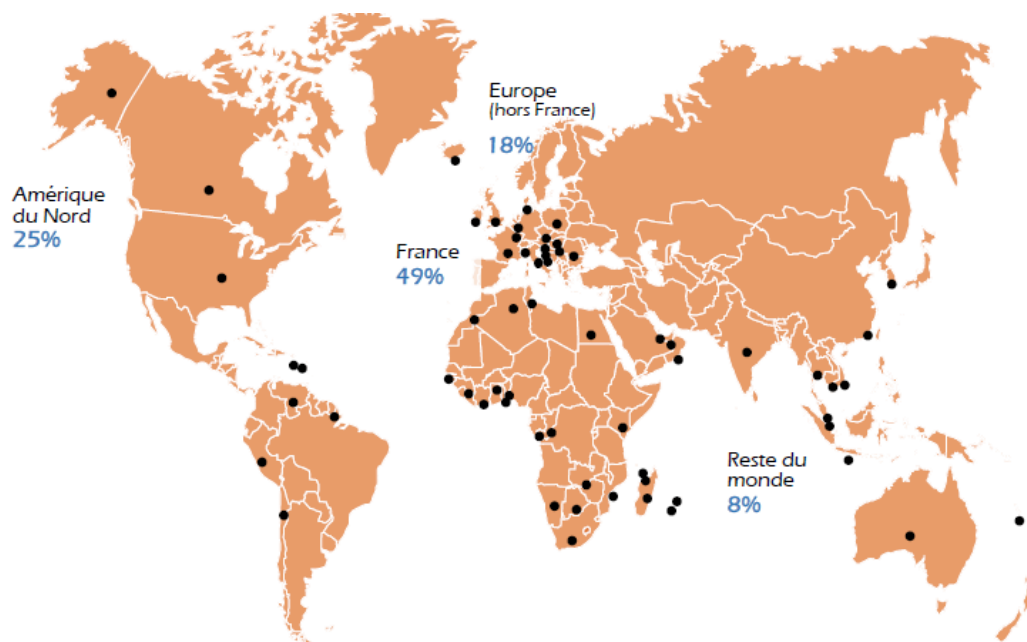 Europe
(hors France)
18%
Amérique
du Nord
25%
France
49%
Reste du
monde
8%